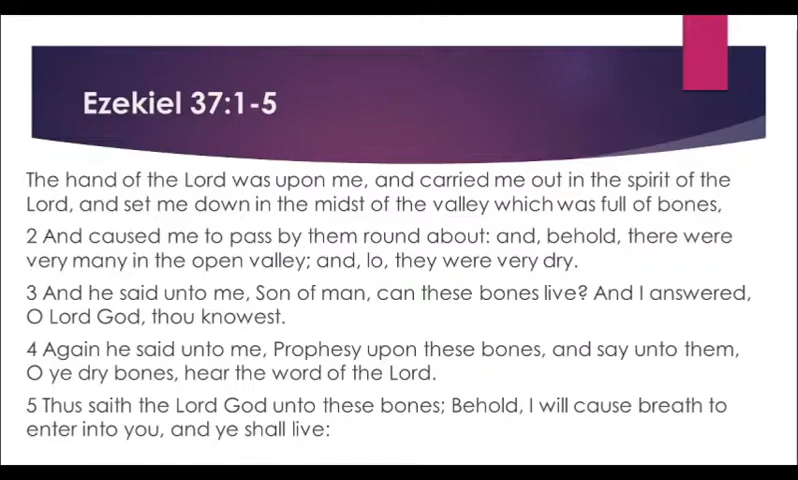 Ezekiel 37:1-5
The hand of the Lord was upon me, and carried me out in the spirit of the
Lord, and set me down in the midst of the valley which was full of bones,
2 And caused me to pass by them round about: and, behold, there were
very many in the open valley; and, lo, they were very dry.
3 And he said unto me, Son of man, can these bones live? And I answered,
O Lord God, thou knowest.
4 Again he said unto me, Prophesy upon these bones, and say unto them,
O ye dry bones, hear the word of the Lord.
5 Thus saith the Lord God unto these bones; Behold, I will cause breath to
enter into you, and ye shall live: